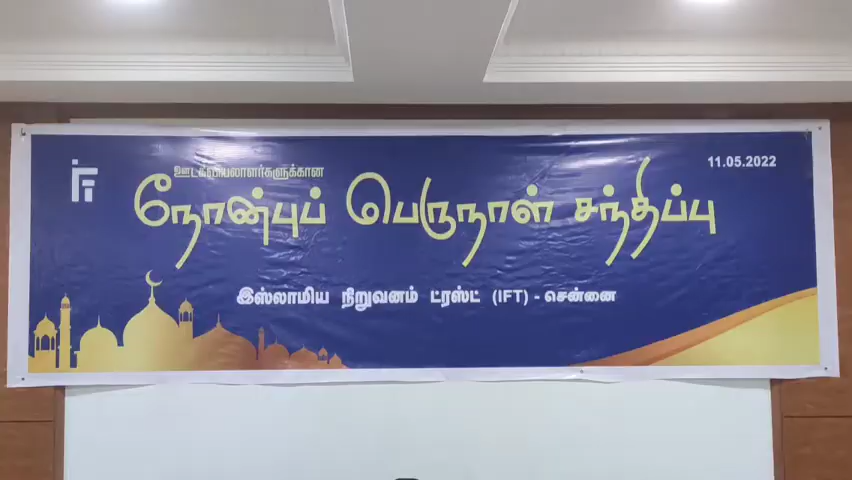 11.05.2022
ஊடகவியலாளர்களுக்கான
நோன்புப் பெருநாள் சந்திப்பு
இஸ்லாமிய நிறுவனம் ட்ரஸ்ட் (IFT) - சென்னை